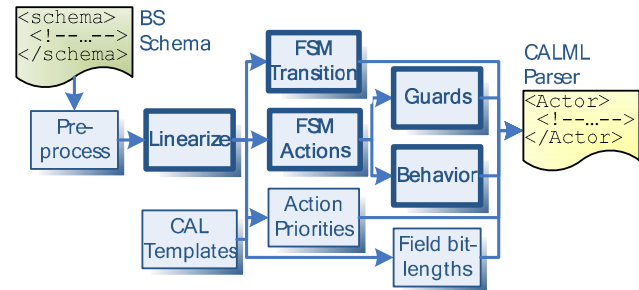 <schema>
<!--...-->
</schema>
BS
Schema
Pre-
process
Linearize
CAL
Templates
FSM
Transition
FSM
Actions
Action
Priorities
Guards
Behavior
Field bit-
lengths
CALML
Parser
<Actor>
<!--...-->
</Actor>